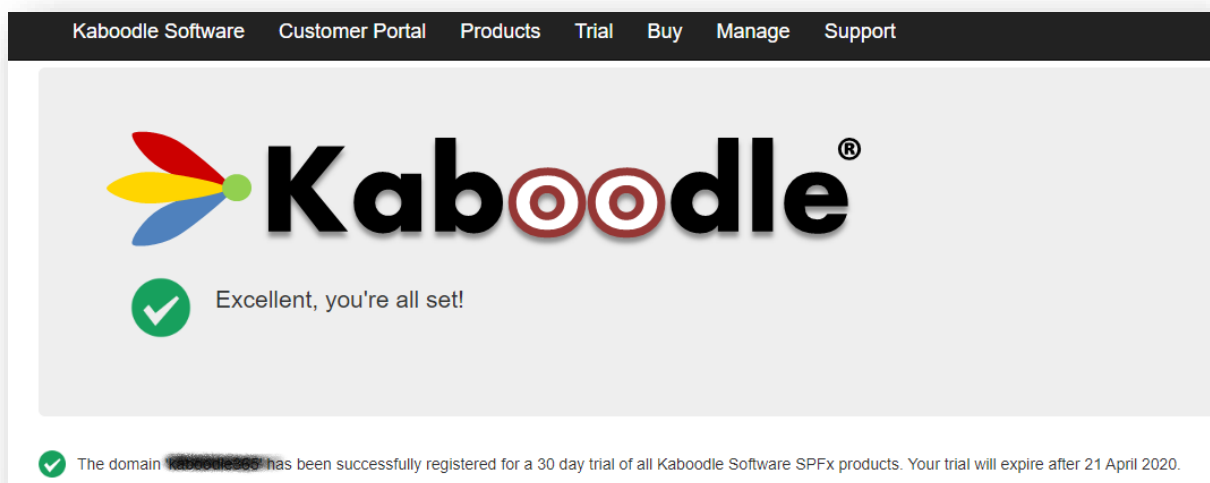 Kaboodle Software Customer Portal Products Trial Buy Manage Support
Kaboodle®
Excellent, you're all set!
The domain has been successfully registered for a 30 day trial of all Kaboodle Software SPFx products. Your trial will expire after 21 April 2020.